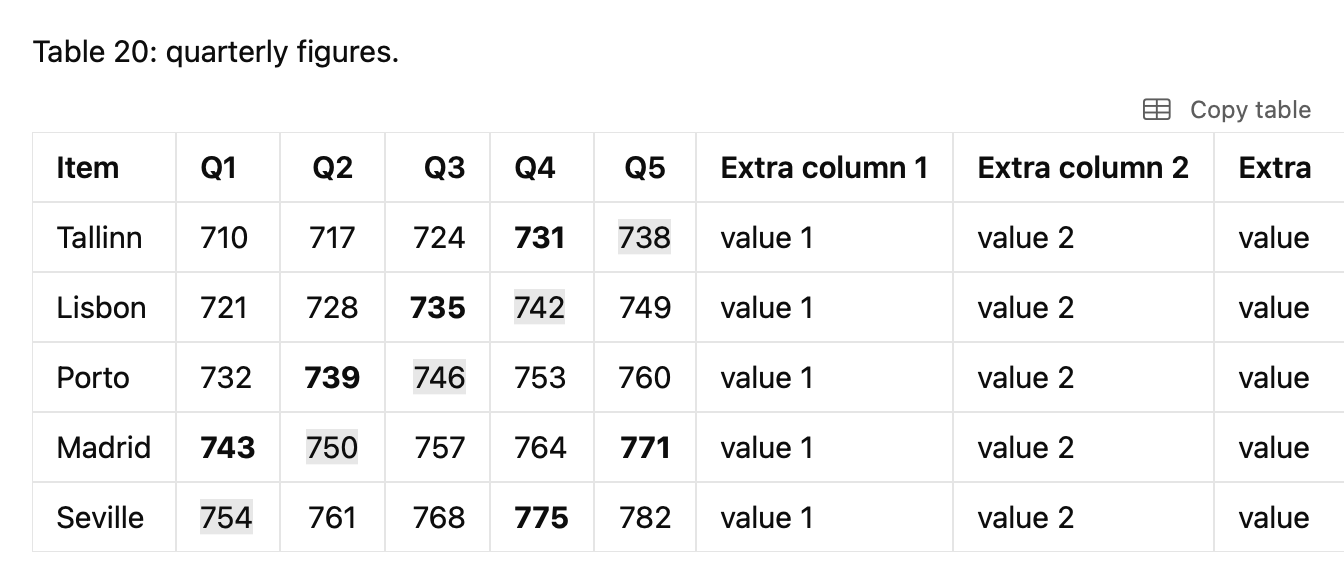 Table 20: quarterly figures.
Copy table
Item Q1 Q2 Q3 Q4 Q5 Extra column 1 Extra column 2 Extra
Tallinn 710 717 724 731 738 value 1 value 2 value
Lisbon 721 728 735 742 749 value 1 value 2 value
Porto 732 739 746 753 760 value 1 value 2 value
Madrid 743 750 757 764 771 value 1 value 2 value
Seville 754 761 768 775 782 value 1 value 2 value